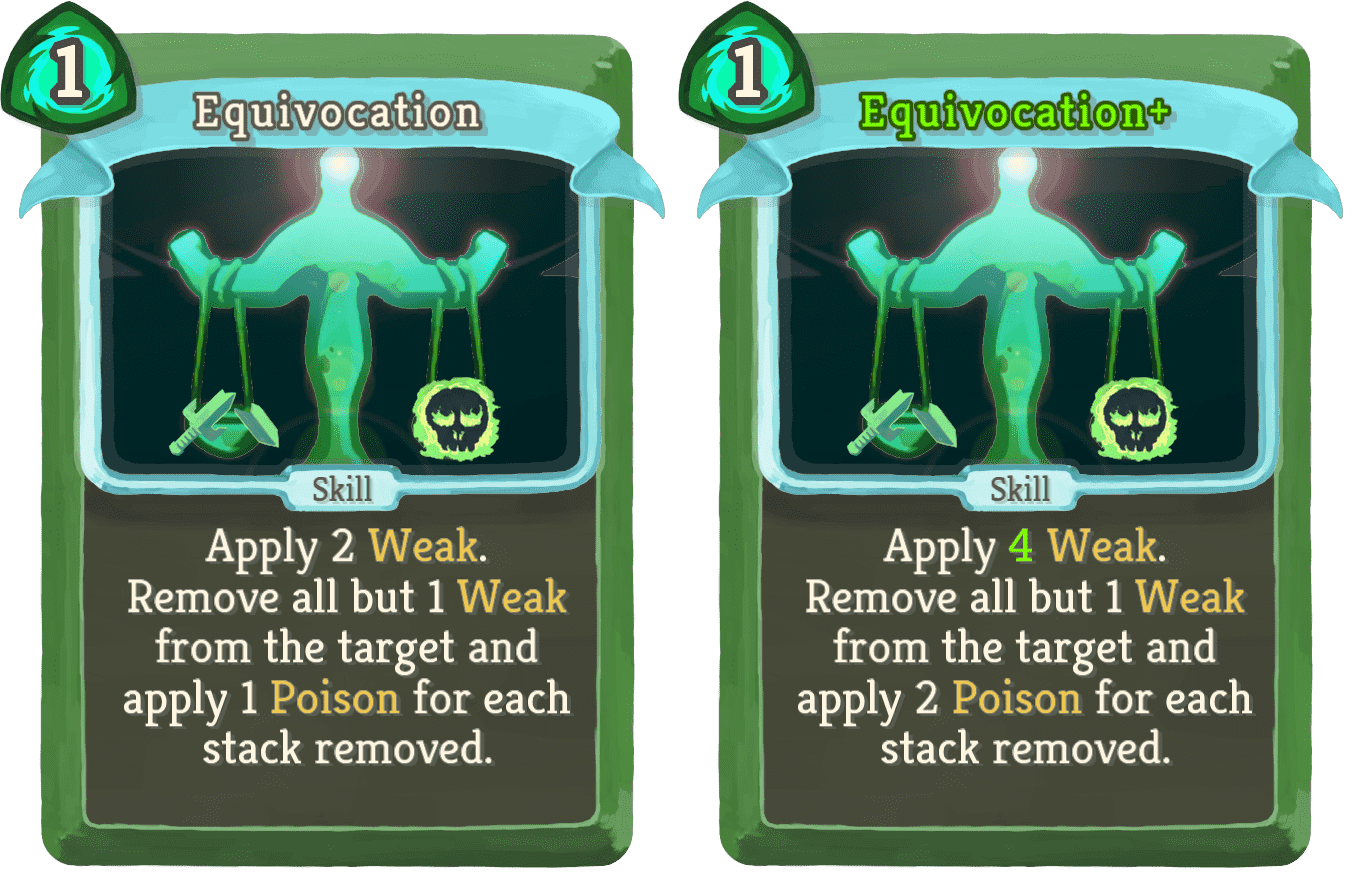 1
Equivocation
Skill
Apply 2 Weak.
Remove all but 1 Weak
from the target and
apply 1 Poison for each
stack removed.
1
Equivocation+
Skill
Apply 4 Weak.
Remove all but 1 Weak
from the target and
apply 2 Poison for each
stack removed.